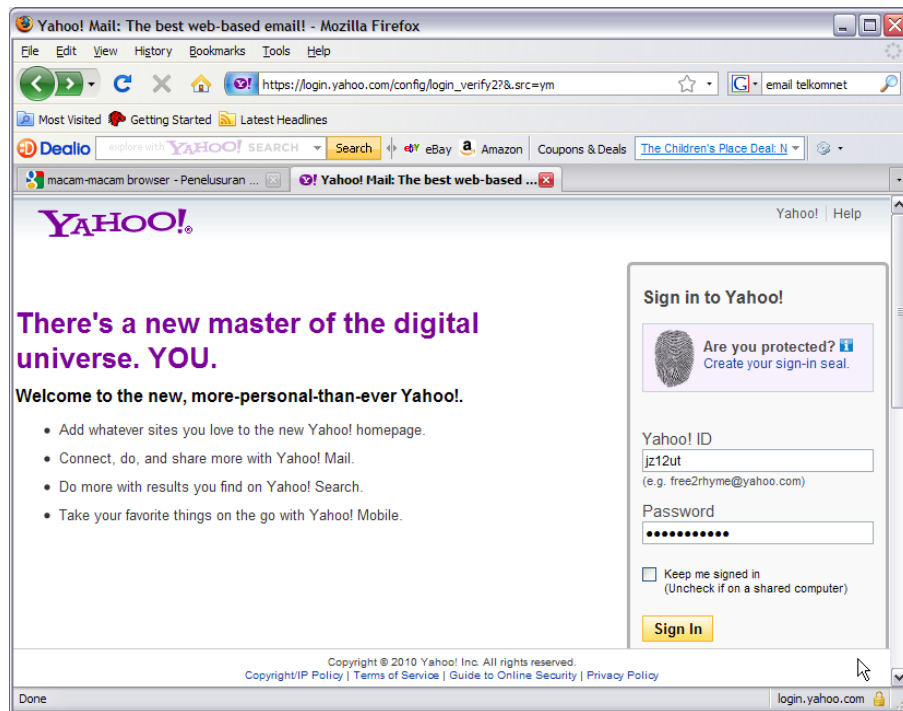 Yahoo! Mail: The best web-based email! - Mozilla Firefox
File Edit View History Bookmarks Tools Help
https://login.yahoo.com/config/login_verify2?&.src=ym
G email telkomnet
Most Visited Getting Started Latest Headlines
Dealio explore with YAHOO! SEARCH Search eBay Amazon Coupons & Deals The Children's Place Deal: N
macam-macam browser - Penelusuran ... Yahoo! Mail: The best web-based ...
YAHOO!®
Yahoo! | Help
There's a new master of the digital
universe. YOU.
Welcome to the new, more-personal-than-ever Yahoo!.
• Add whatever sites you love to the new Yahoo! homepage.
• Connect, do, and share more with Yahoo! Mail.
• Do more with results you find on Yahoo! Search.
• Take your favorite things on the go with Yahoo! Mobile.
Sign in to Yahoo!
Are you protected?
Create your sign-in seal.
Yahoo! ID
jz12ut
(e.g. free2rhyme@yahoo.com)
Password
•••••••••••
Keep me signed in
(Uncheck if on a shared computer)
Sign In
Copyright © 2010 Yahoo! Inc. All rights reserved.
Copyright/IP Policy | Terms of Service | Guide to Online Security | Privacy Policy
Done
login.yahoo.com